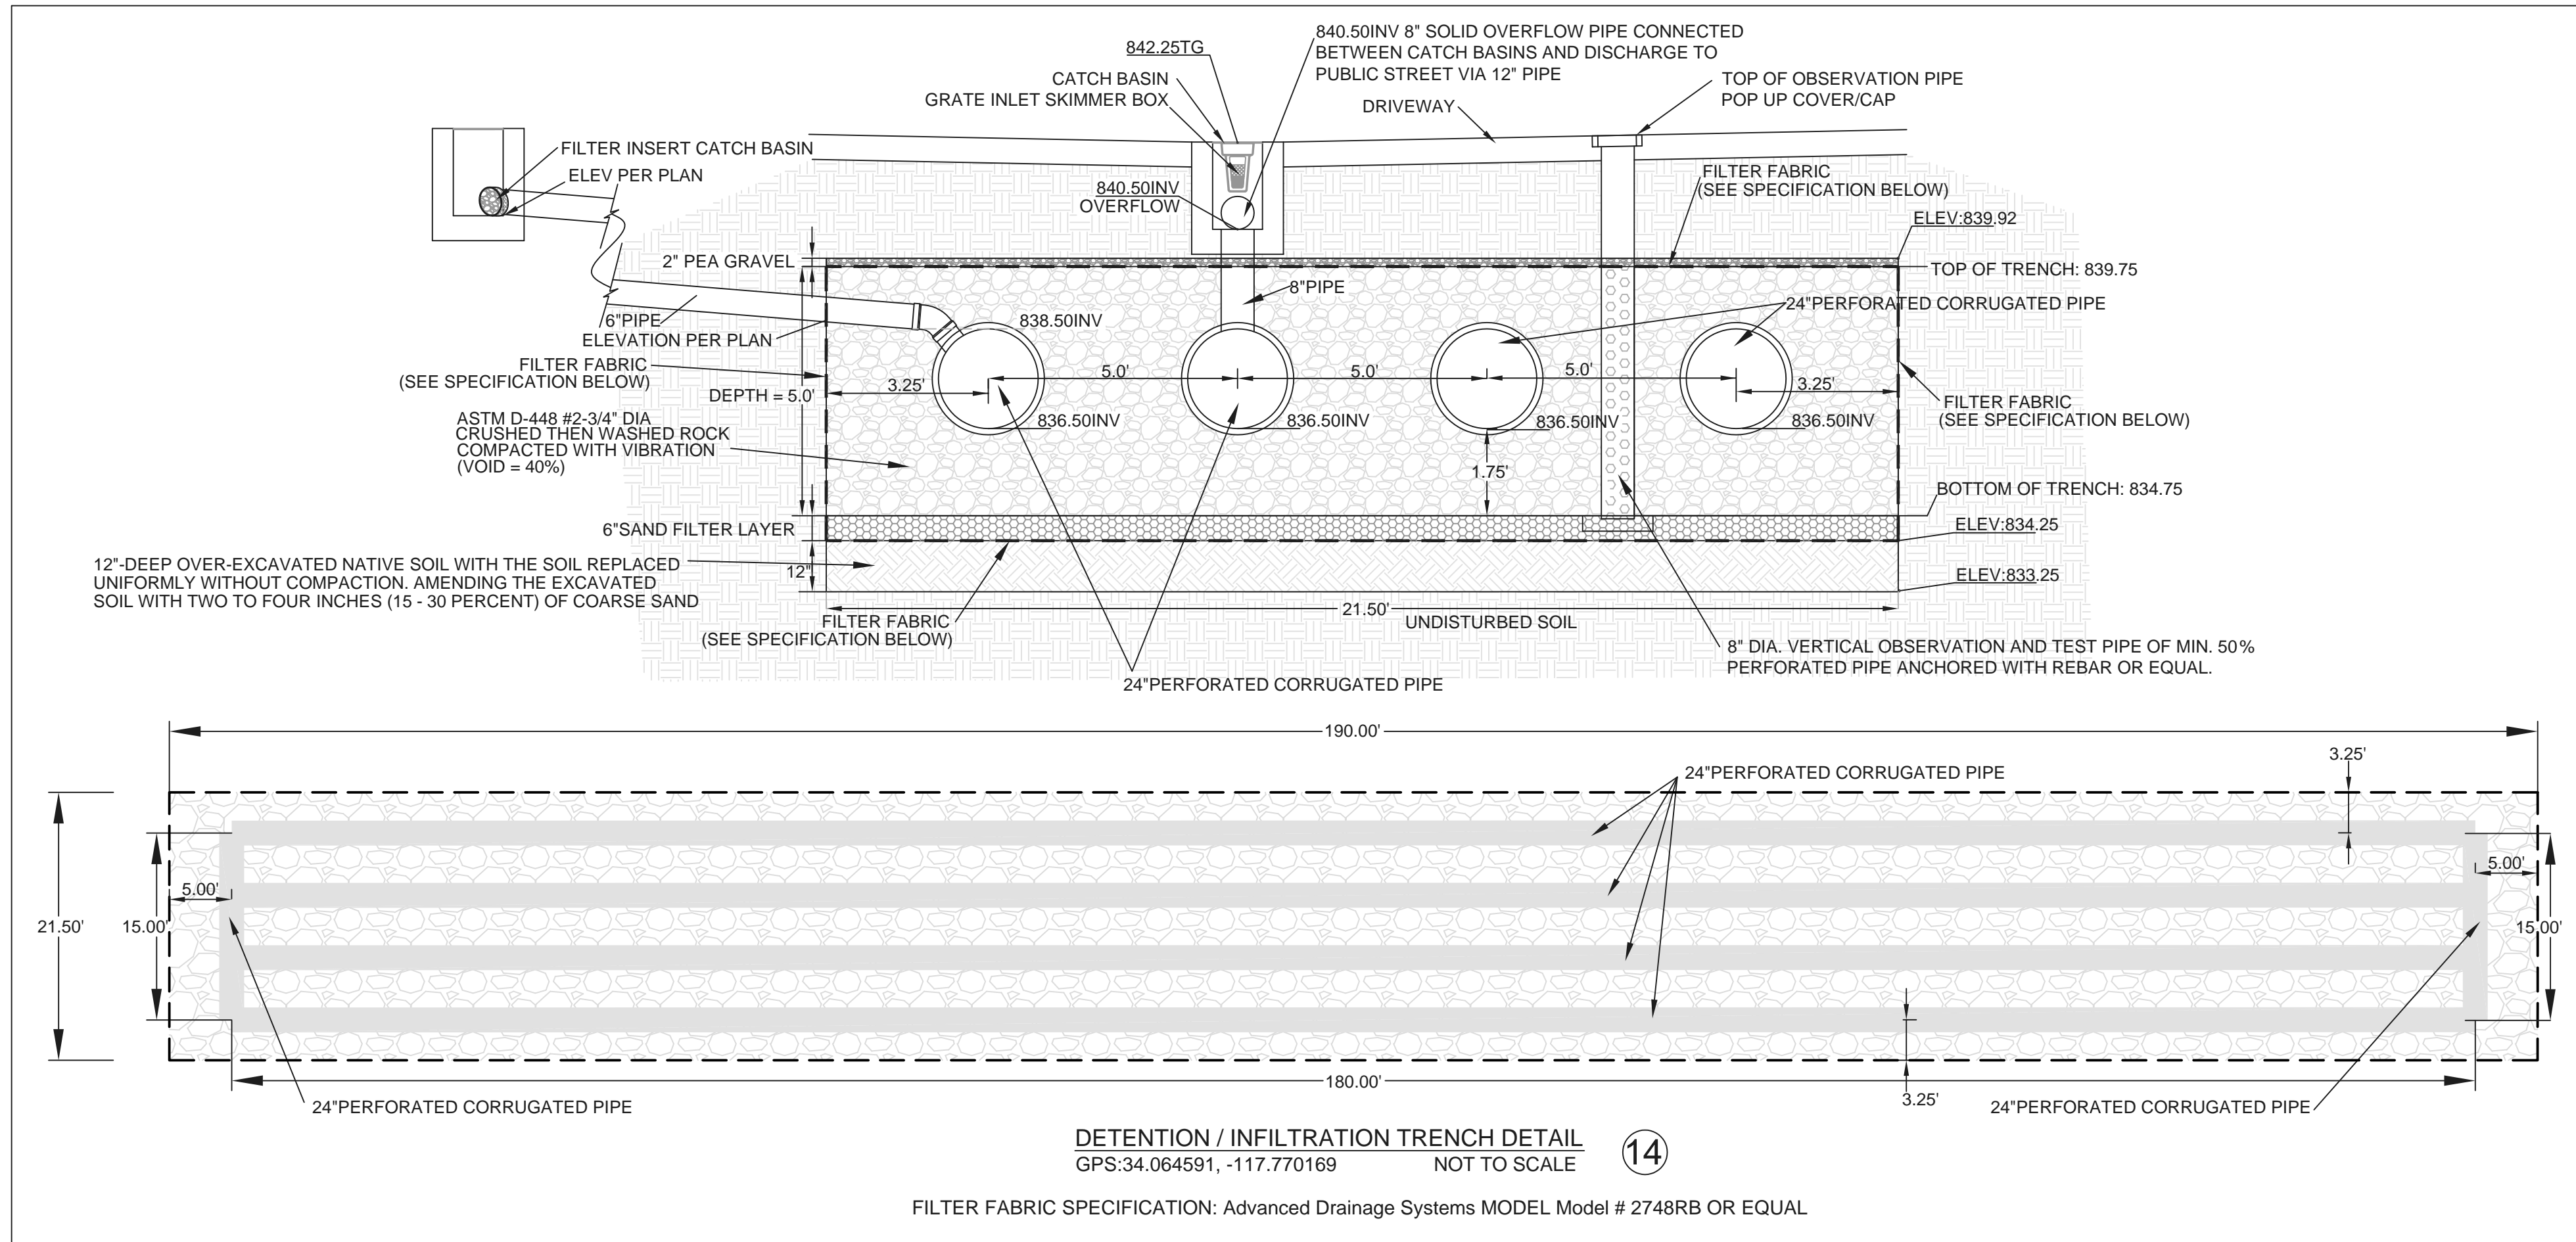 842.25TG
CATCH BASIN
GRATE INLET SKIMMER BOX
840.50INV 8" SOLID OVERFLOW PIPE CONNECTED
BETWEEN CATCH BASINS AND DISCHARGE TO
PUBLIC STREET VIA 12" PIPE
DRIVEWAY
TOP OF OBSERVATION PIPE
POP UP COVER/CAP
FILTER INSERT CATCH BASIN
ELEV PER PLAN
840.50INV
OVERFLOW
FILTER FABRIC
(SEE SPECIFICATION BELOW)
ELEV:839.92
2" PEA GRAVEL
TOP OF TRENCH: 839.75
8"PIPE
24"PERFORATED CORRUGATED PIPE
6"PIPE
ELEVATION PER PLAN
838.50INV
FILTER FABRIC
(SEE SPECIFICATION BELOW)
DEPTH = 5.0'
3.25'
5.0'
5.0'
5.0'
3.25'
FILTER FABRIC
(SEE SPECIFICATION BELOW)
836.50INV
836.50INV
836.50INV
836.50INV
ASTM D-448 #2-3/4" DIA
CRUSHED THEN WASHED ROCK
COMPACTED WITH VIBRATION
(VOID = 40%)
1.75'
BOTTOM OF TRENCH: 834.75
6"SAND FILTER LAYER
ELEV:834.25
12"-DEEP OVER-EXCAVATED NATIVE SOIL WITH THE SOIL REPLACED
UNIFORMLY WITHOUT COMPACTION. AMENDING THE EXCAVATED
SOIL WITH TWO TO FOUR INCHES (15 - 30 PERCENT) OF COARSE SAND
12"
ELEV:833.25
21.50'
FILTER FABRIC
(SEE SPECIFICATION BELOW)
UNDISTURBED SOIL
8" DIA. VERTICAL OBSERVATION AND TEST PIPE OF MIN. 50%
PERFORATED PIPE ANCHORED WITH REBAR OR EQUAL.
24"PERFORATED CORRUGATED PIPE
190.00'
3.25'
24"PERFORATED CORRUGATED PIPE
5.00'
5.00'
21.50'
15.00'
15.00'
180.00'
3.25'
24"PERFORATED CORRUGATED PIPE
24"PERFORATED CORRUGATED PIPE
DETENTION / INFILTRATION TRENCH DETAIL
14
GPS:34.064591, -117.770169
NOT TO SCALE
FILTER FABRIC SPECIFICATION: Advanced Drainage Systems MODEL Model # 2748RB OR EQUAL